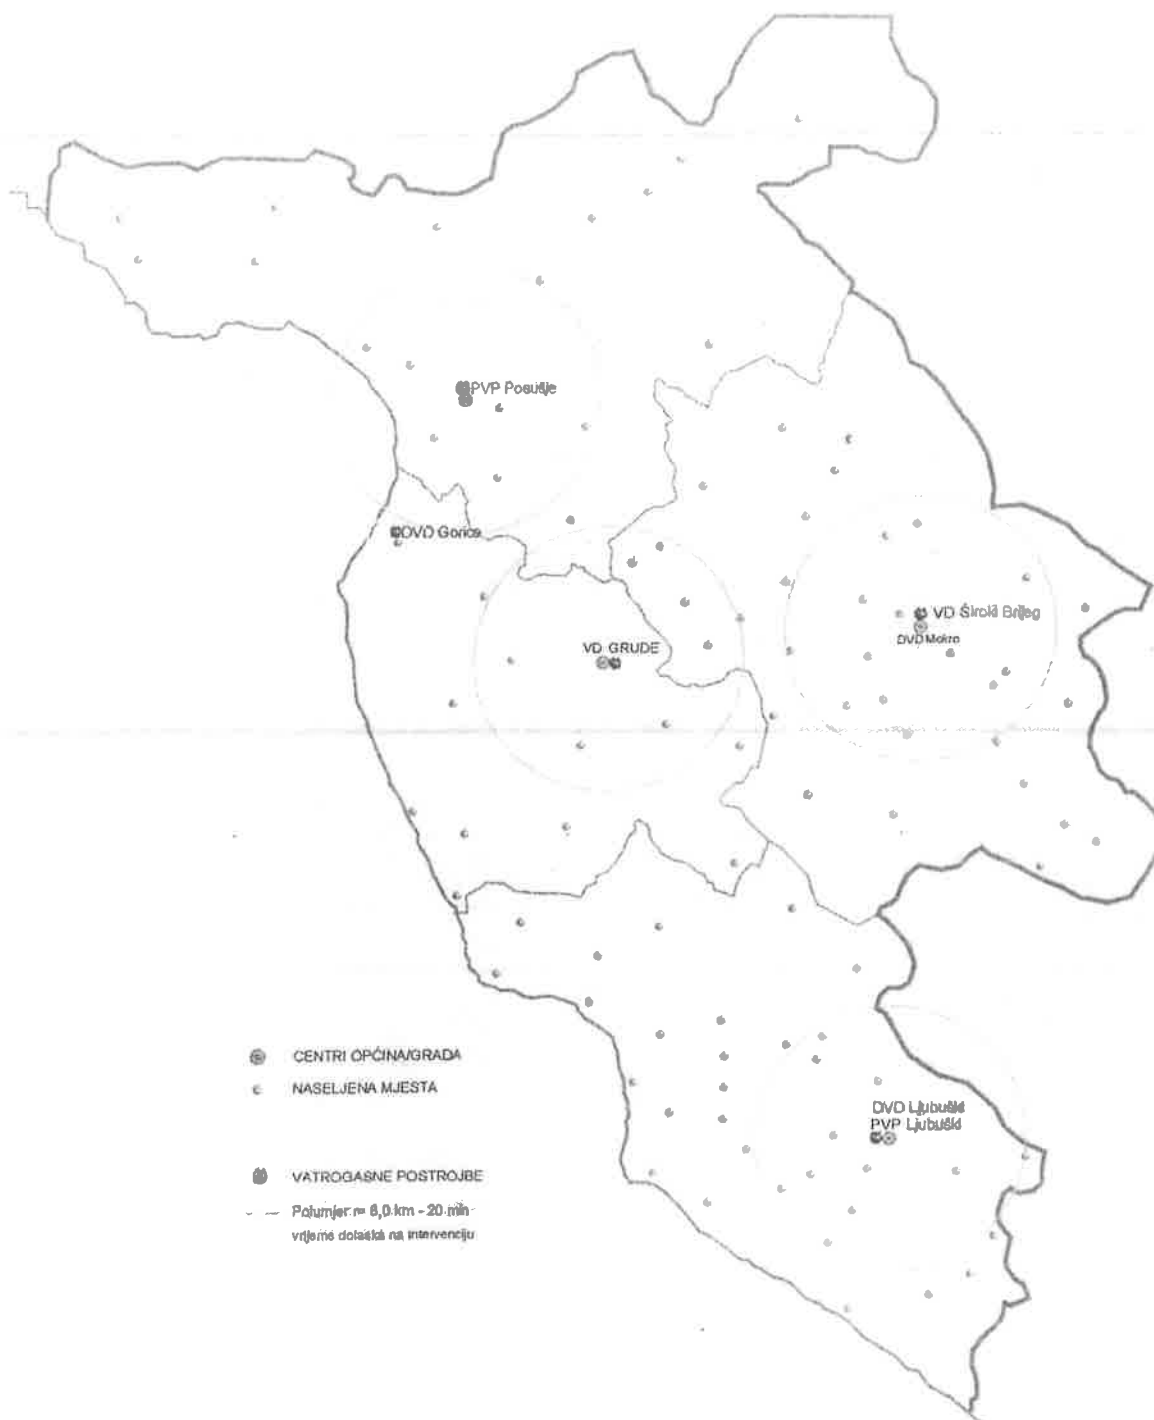 PVP Posušje
DVD Gorica
VD Široki Brijeg
DVD Mokro
VD GRUDE
CENTRI OPĆINA/GRADA
NASELJENA MJESTA
DVD Ljubuški
PVP Ljubuški
VATROGASNE POSTROJBE
Polumjer r= 6,0 km - 20 min
vrijeme dolaska na intervenciju